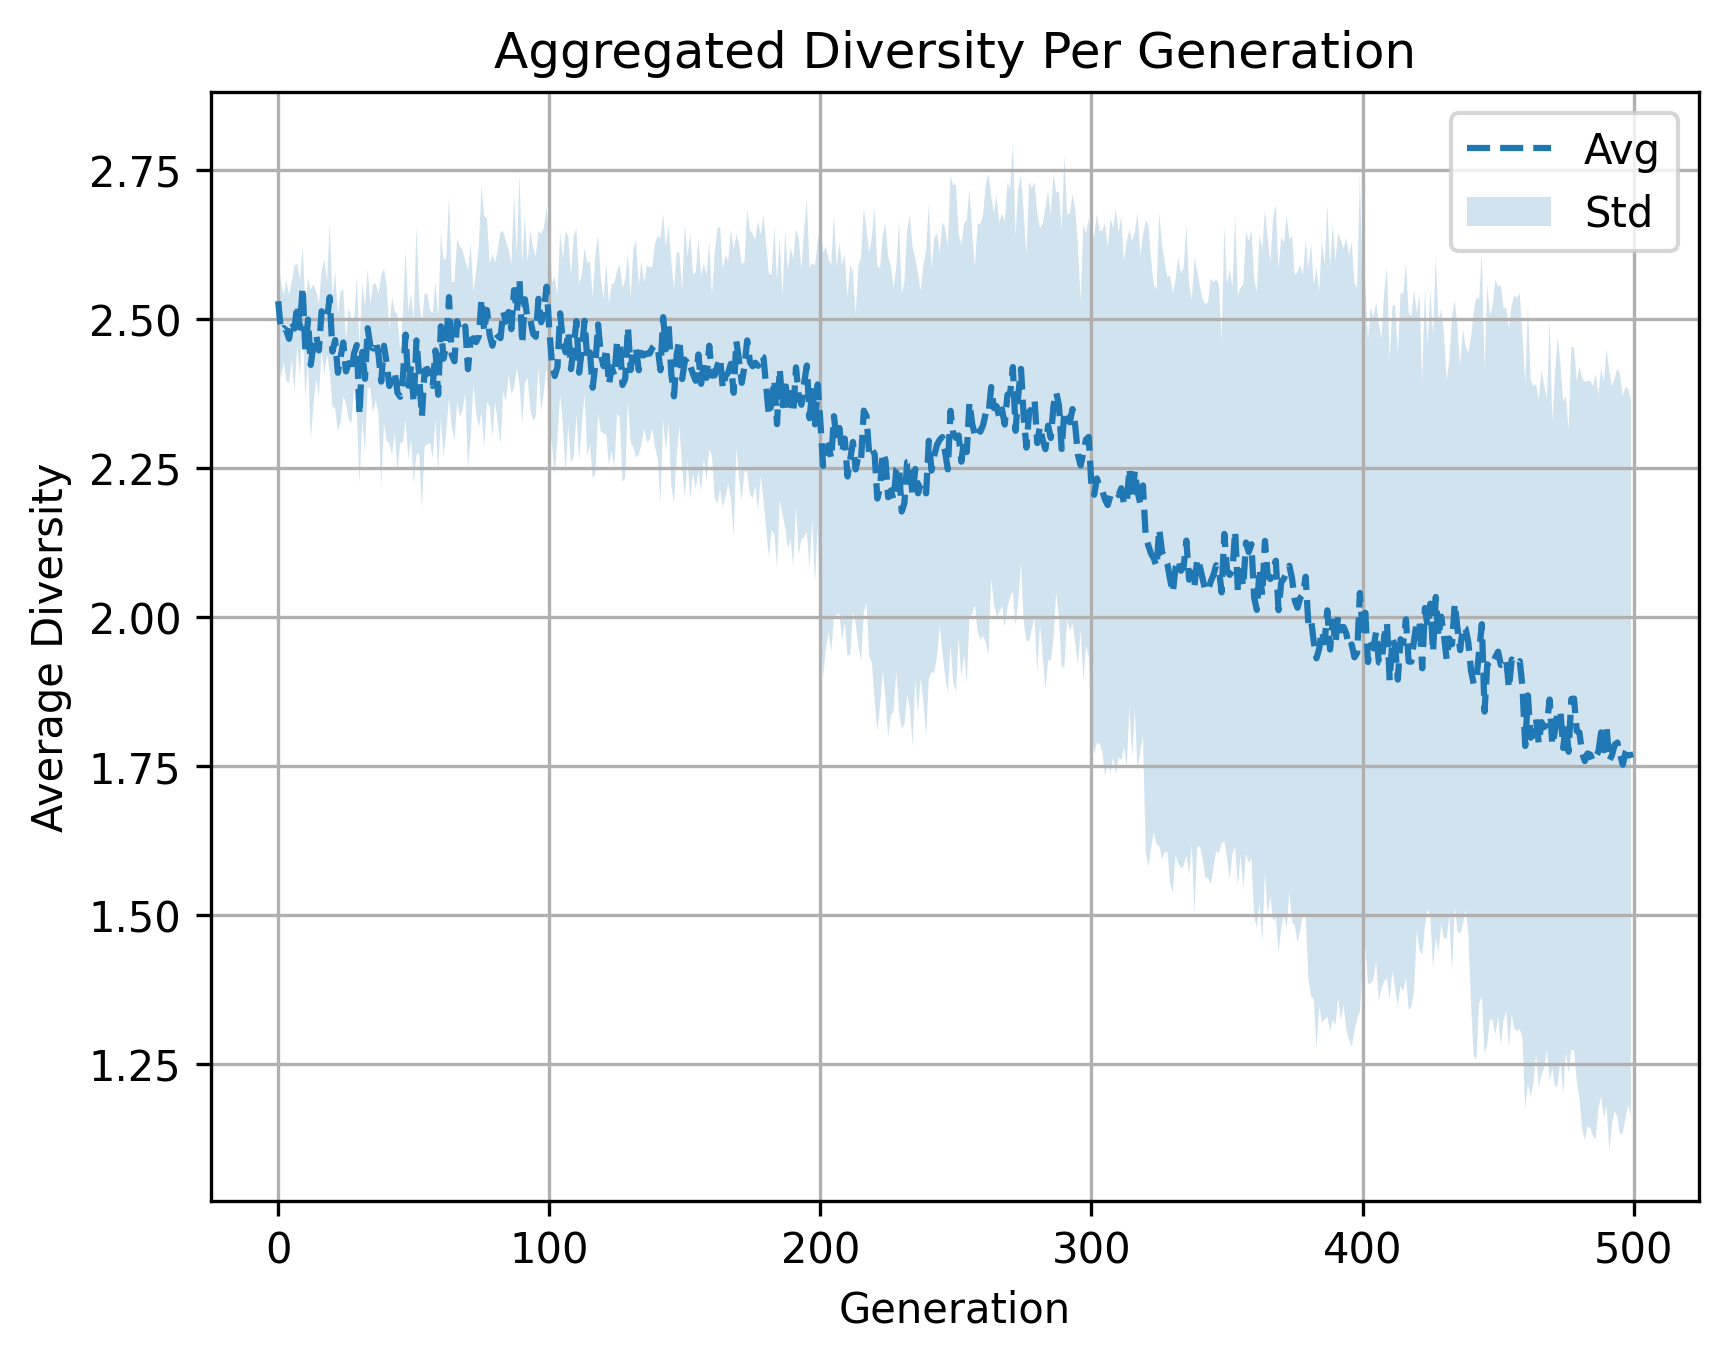 Aggregated Diversity Per Generation
Avg
Std
2.75
2.50
2.25
2.00
1.75
1.50
1.25
Average Diversity
0 100 200 300 400 500
Generation